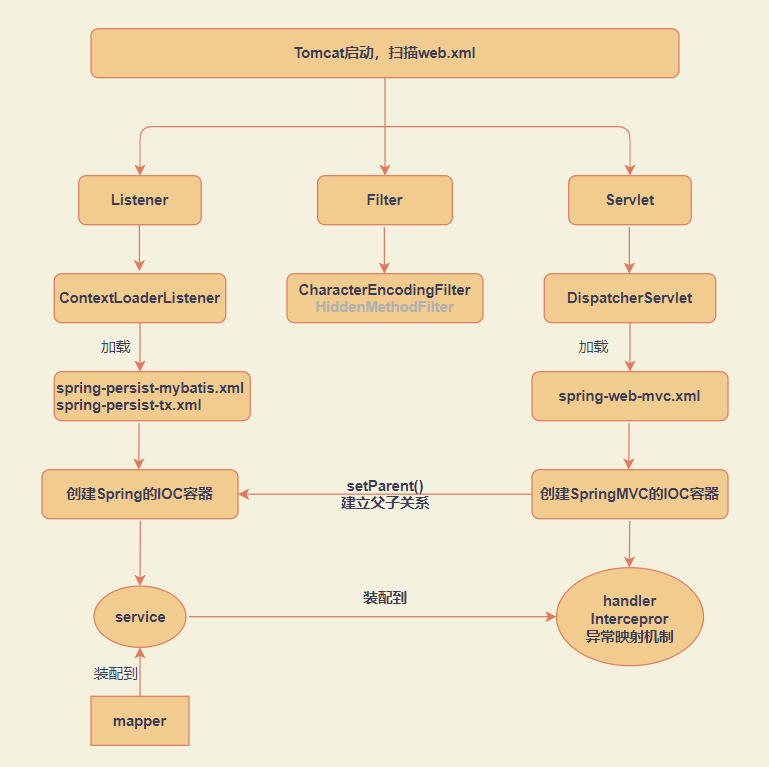 Tomcat启动，扫描web.xml
Listener
Filter
Servlet
ContextLoaderListener
CharacterEncodingFilter
HiddenMethodFilter
DispatcherServlet
加载
加载
spring-persist-mybatis.xml
spring-persist-tx.xml
spring-web-mvc.xml
创建Spring的IOC容器
setParent()
建立父子关系
创建SpringMVC的IOC容器
service
装配到
handler
Intercepror
异常映射机制
装配到
mapper